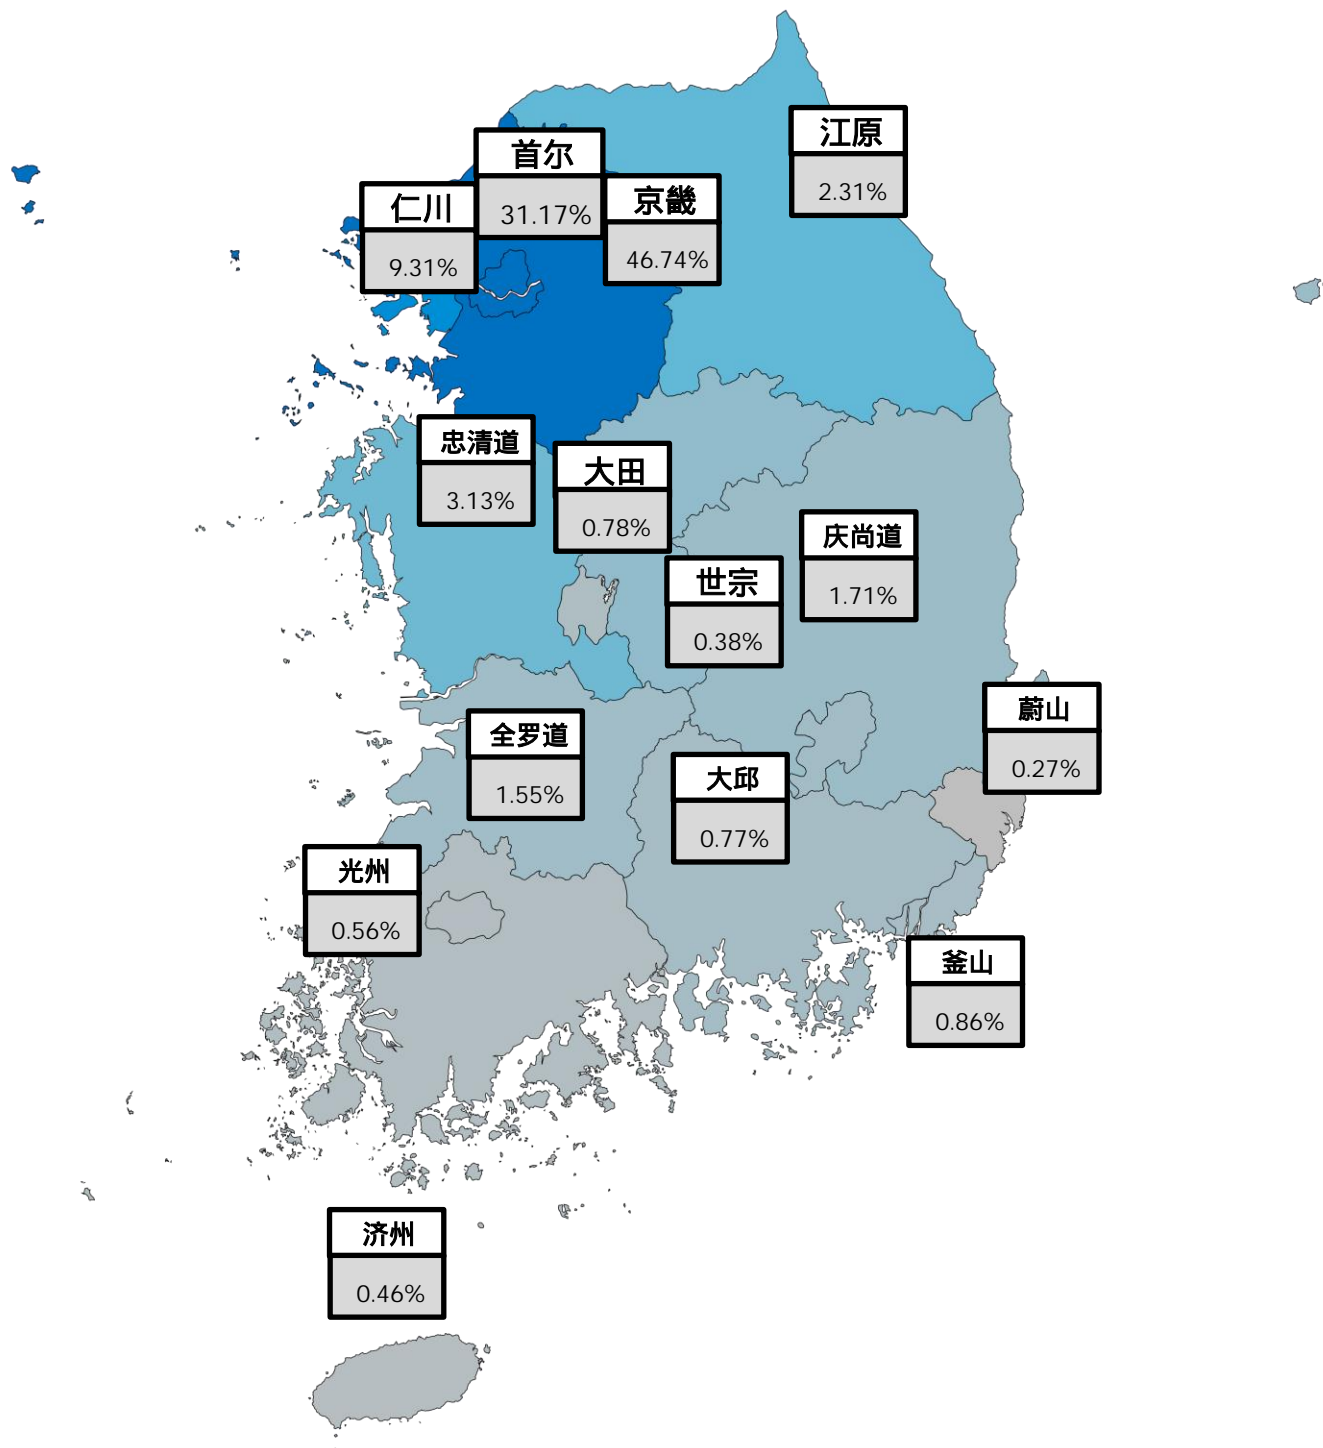 江原
2.31%
首尔
31.17%
京畿
46.74%
仁川
9.31%
忠清道
3.13%
大田
0.78%
庆尚道
1.71%
世宗
0.38%
蔚山
0.27%
全罗道
1.55%
大邱
0.77%
光州
0.56%
釜山
0.86%
济州
0.46%